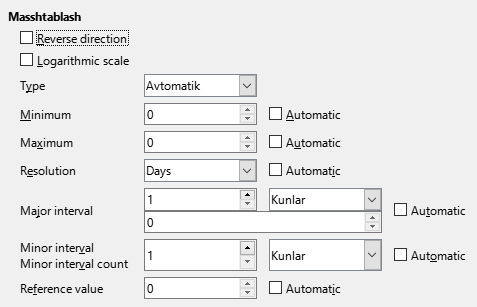 Masshtablash
Reverse direction
Logarithmic scale
Type Avtomatik
Minimum 0 Automatic
Maximum 0 Automatic
Resolution Days Automatic
Major interval 1 Kunlar Automatic
0
Minor interval 1 Kunlar Automatic
Minor interval count
Reference value 0 Automatic